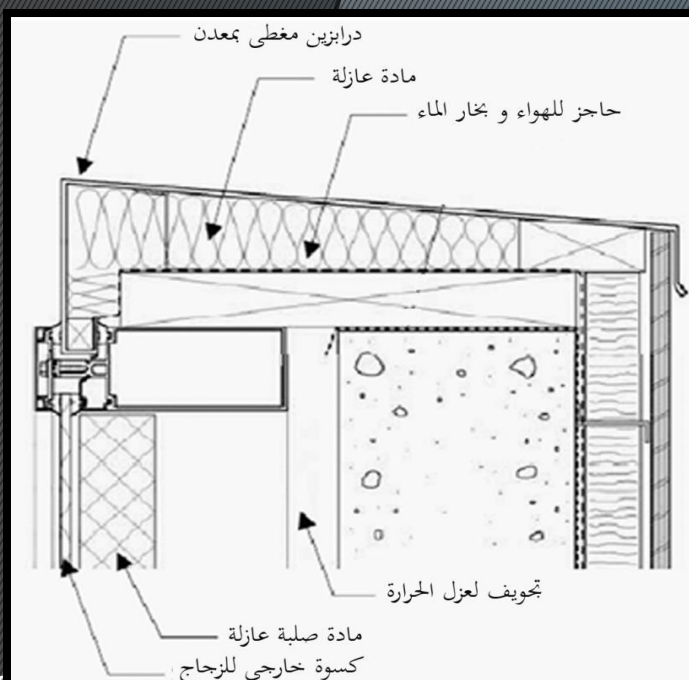 درابزين مغطى بمعدن
مادة عازلة
حاجز للهواء و بخار الماء
تجويف لعزل الحرارة
مادة صلبة عازلة
كسوة خارجي للزجاج